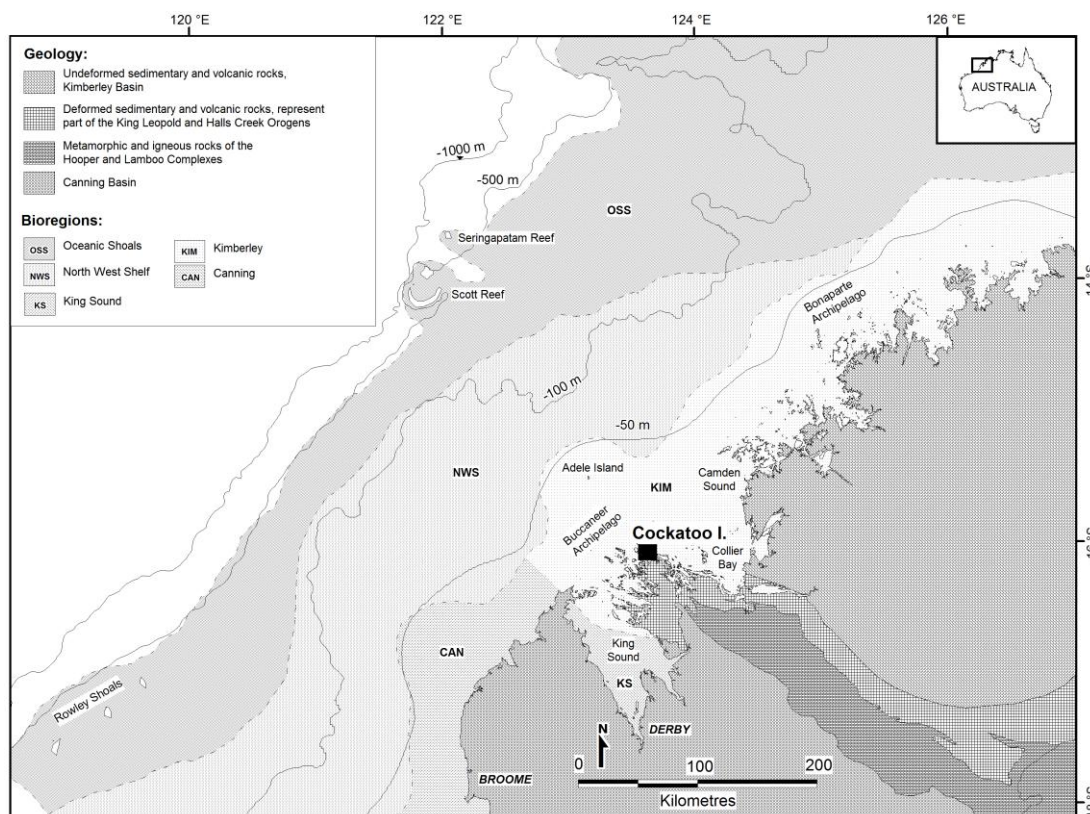 120 °E
122 °E
124 °E
126 °E
Geology:
Undeformed sedimentary and volcanic rocks,
Kimberley Basin
Deformed sedimentary and volcanic rocks, represent
part of the King Leopold and Halls Creek Orogens
Metamorphic and igneous rocks of the
Hooper and Lamboo Complexes
Canning Basin
Bioregions:
OSS Oceanic Shoals
KIM Kimberley
NWS North West Shelf
CAN Canning
KS King Sound
AUSTRALIA
-1000 m
-500 m
OSS
Seringapatam Reef
Scott Reef
14 °S
Bonaparte
Archipelago
-100 m
-50 m
NWS
Adele Island
KIM
Camden
Sound
Buccaneer
Archipelago
Cockatoo I.
Collier
Bay
CAN
King
Sound
KS
Rowley Shoals
N
DERBY
BROOME
0
100
200
Kilometres